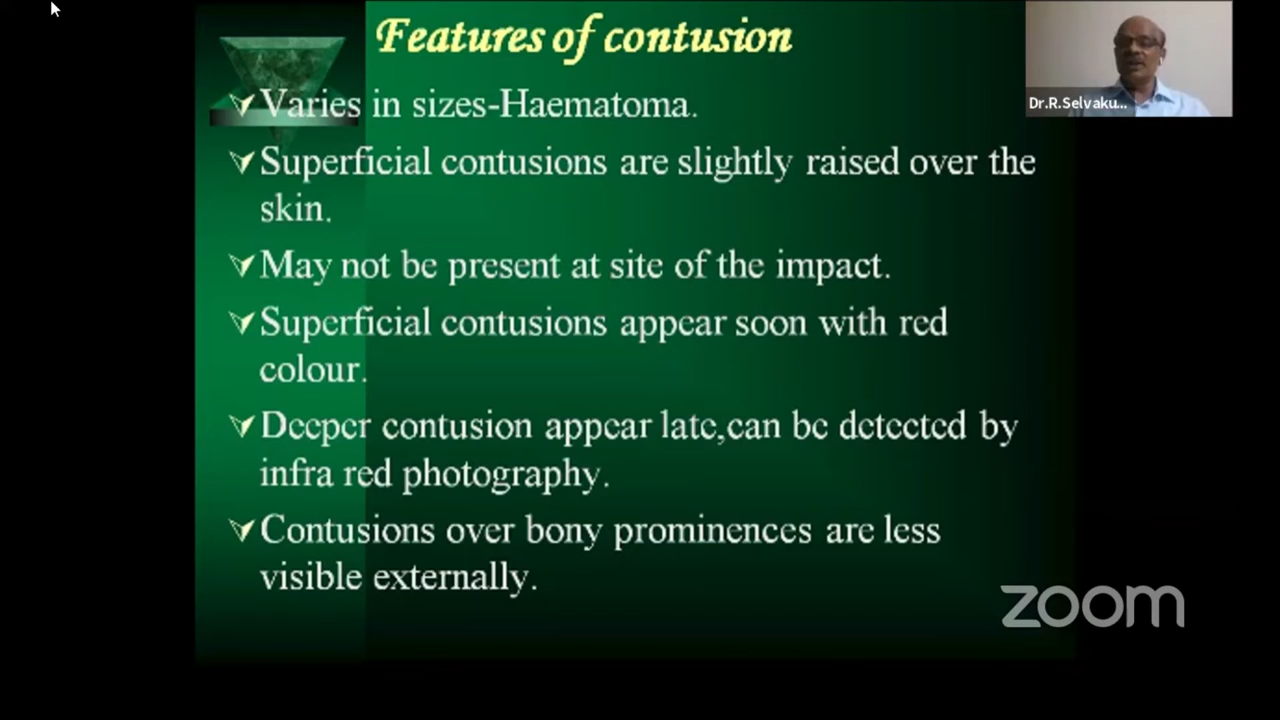 Features of contusion
Varies in sizes-Haematoma.
Superficial contusions are slightly raised over the
skin.
May not be present at site of the impact.
Superficial contusions appear soon with red
colour.
Deeper contusion appear late,can be detected by
infra red photography.
Contusions over bony prominences are less
visible externally.
Dr.R.Selvaku...
zoom